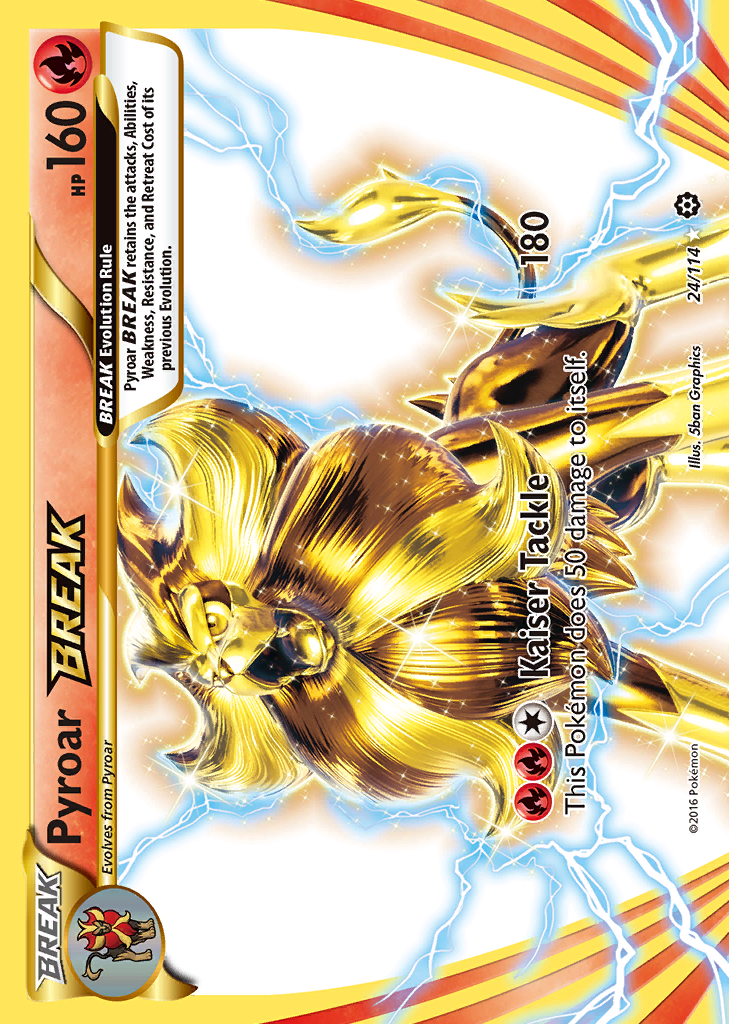 BREAK
Pyroar BREAK
HP 160
Evolves from Pyroar
BREAK Evolution Rule
Pyroar BREAK retains the attacks, Abilities,
Weakness, Resistance, and Retreat Cost of its
previous Evolution.
Kaiser Tackle 180
This Pokémon does 50 damage to itself.
©2016 Pokémon
Illus. 5ban Graphics
24/114